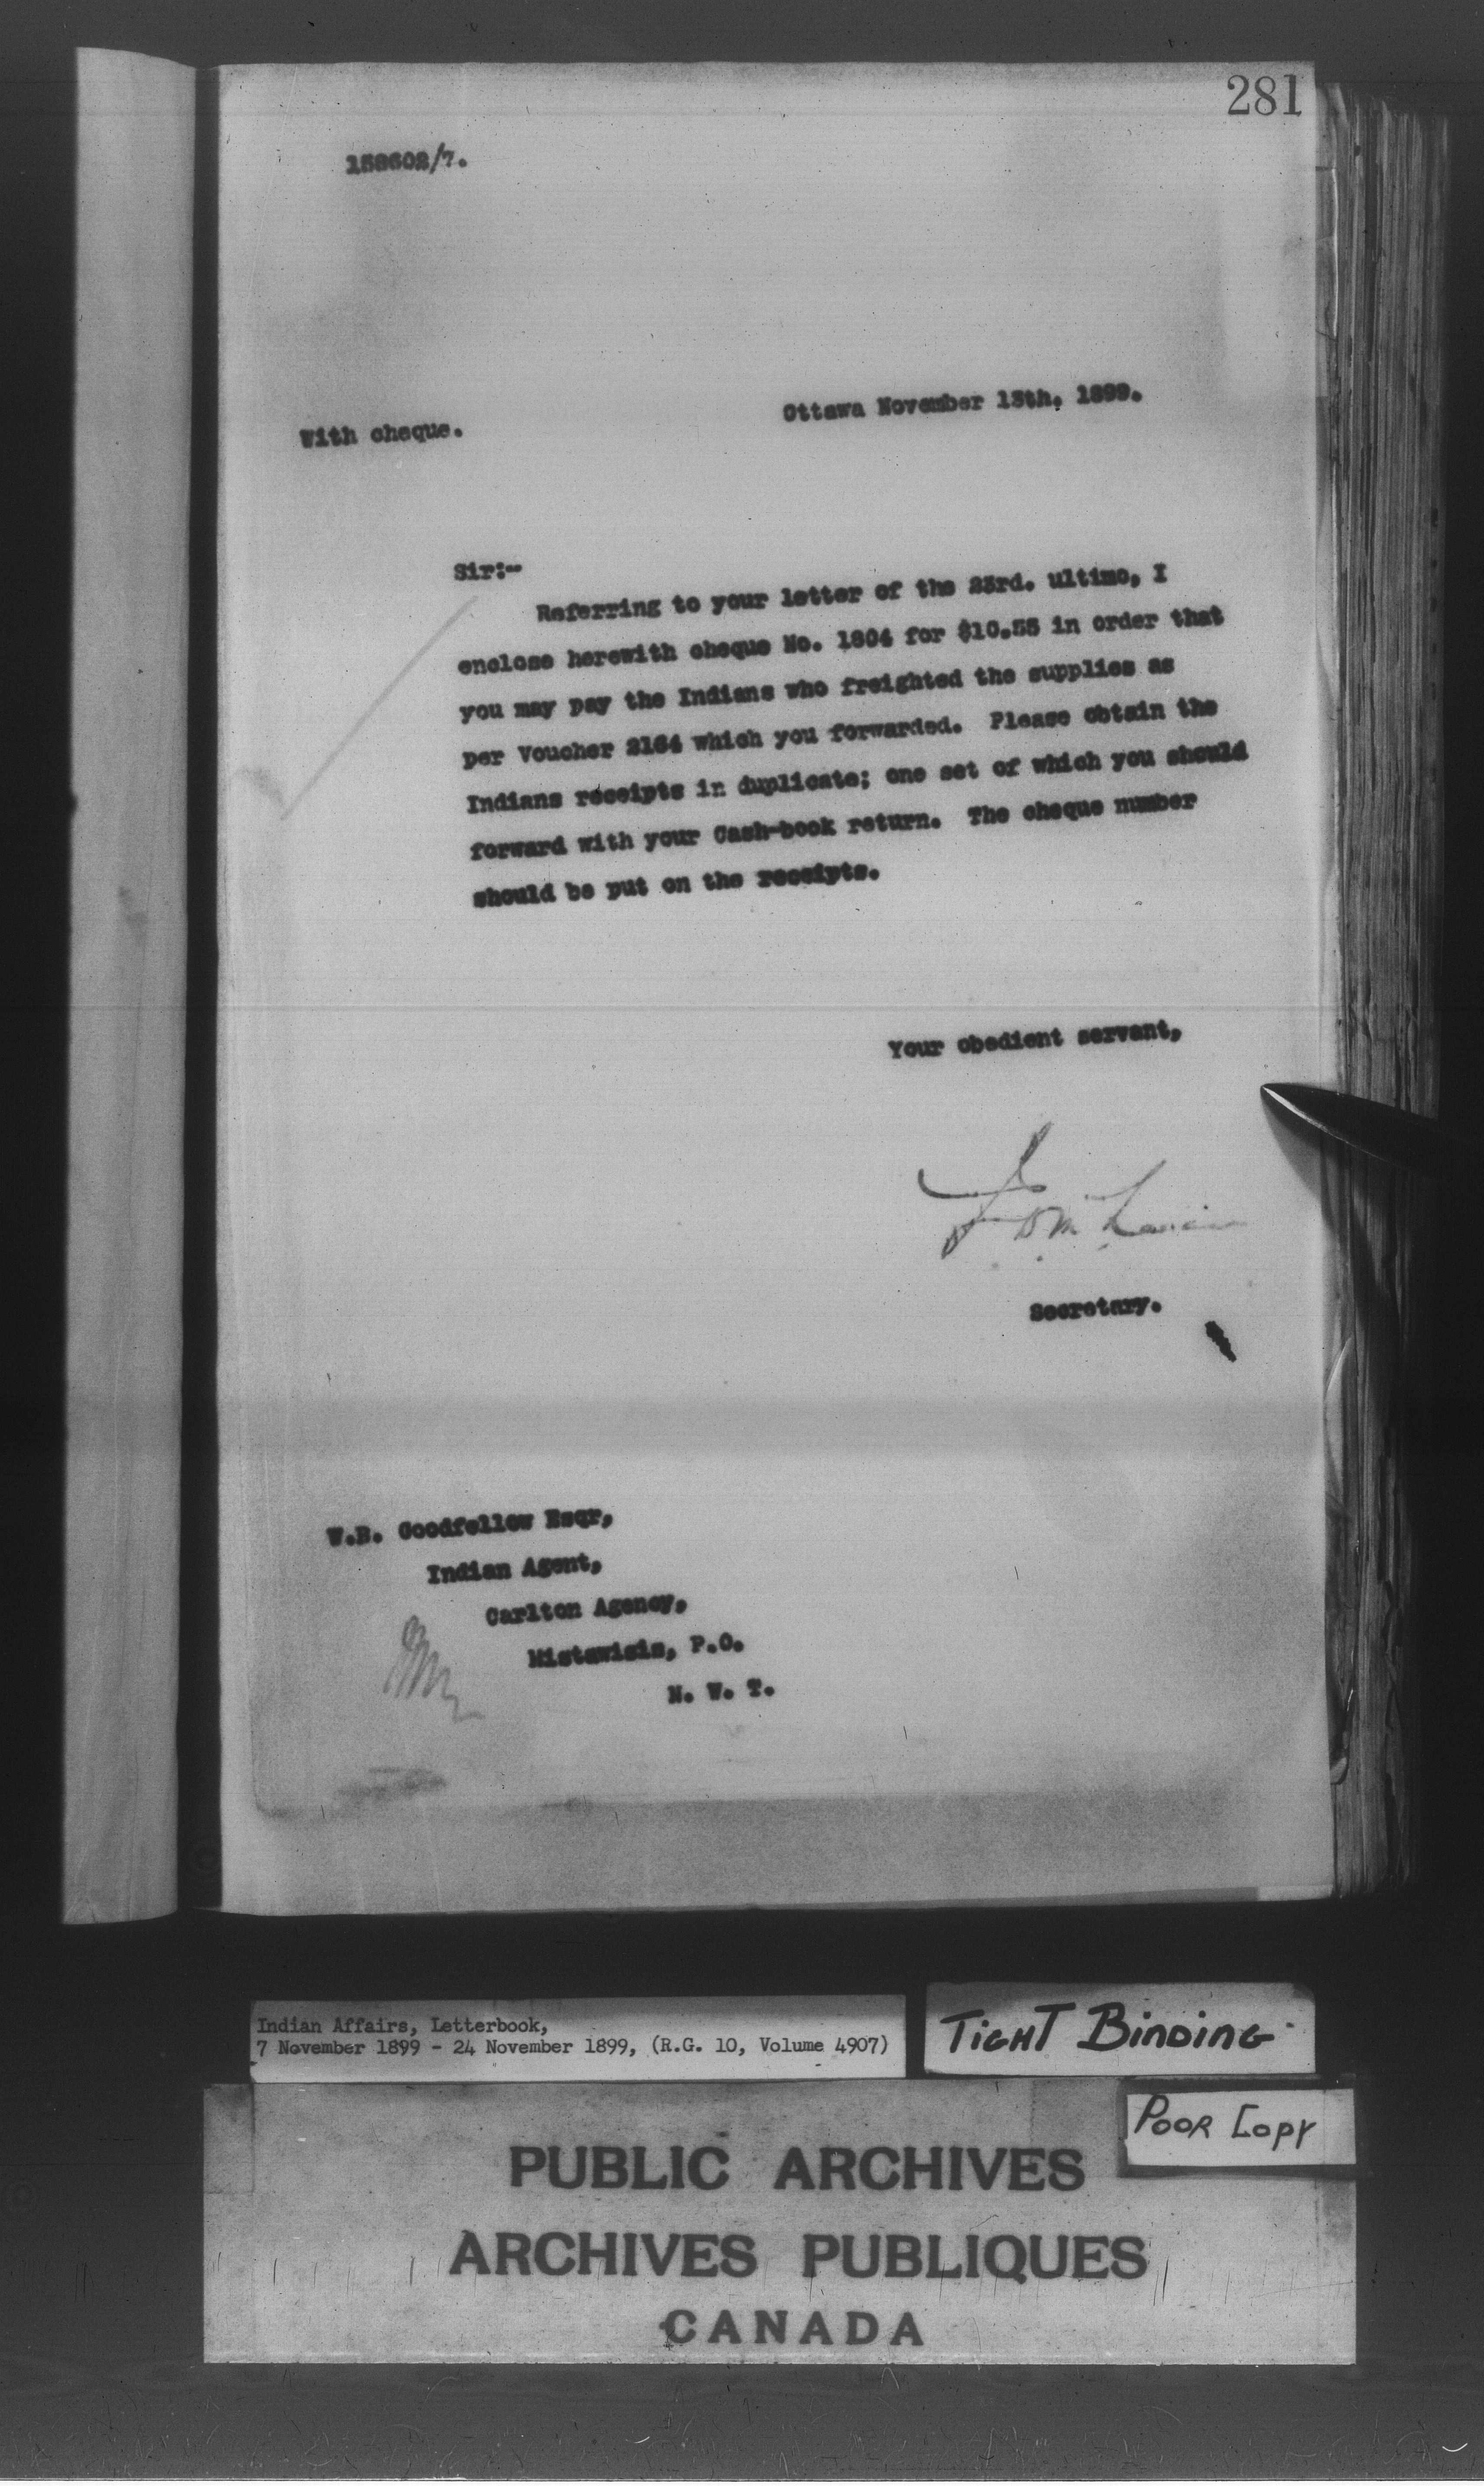 281
158602/7.
Ottawa November 13th. 1899.
With cheque.
Sir:-
Referring to your letter of the 23rd. ultimo, I
enclose herewith cheque No. 1804 for $10.55 in order that
you may pay the Indians who freighted the supplies as
per Voucher 2164 which you forwarded. Please obtain the
Indians receipts in duplicate; one set of which you should
forward with your Cash-book return. The cheque number
should be put on the receipts.
Your obedient servant,
Secretary.
W.B. Goodfellow Esqr,
Indian Agent,
Carlton Agency,
Mistawisis, P.O.
N. W. T.
Indian Affairs, Letterbook,
7 November 1899 - 24 November 1899, (R.G. 10, Volume 4907)
TIGHT BINDING
POOR COPY
PUBLIC ARCHIVES
ARCHIVES PUBLIQUES
CANADA